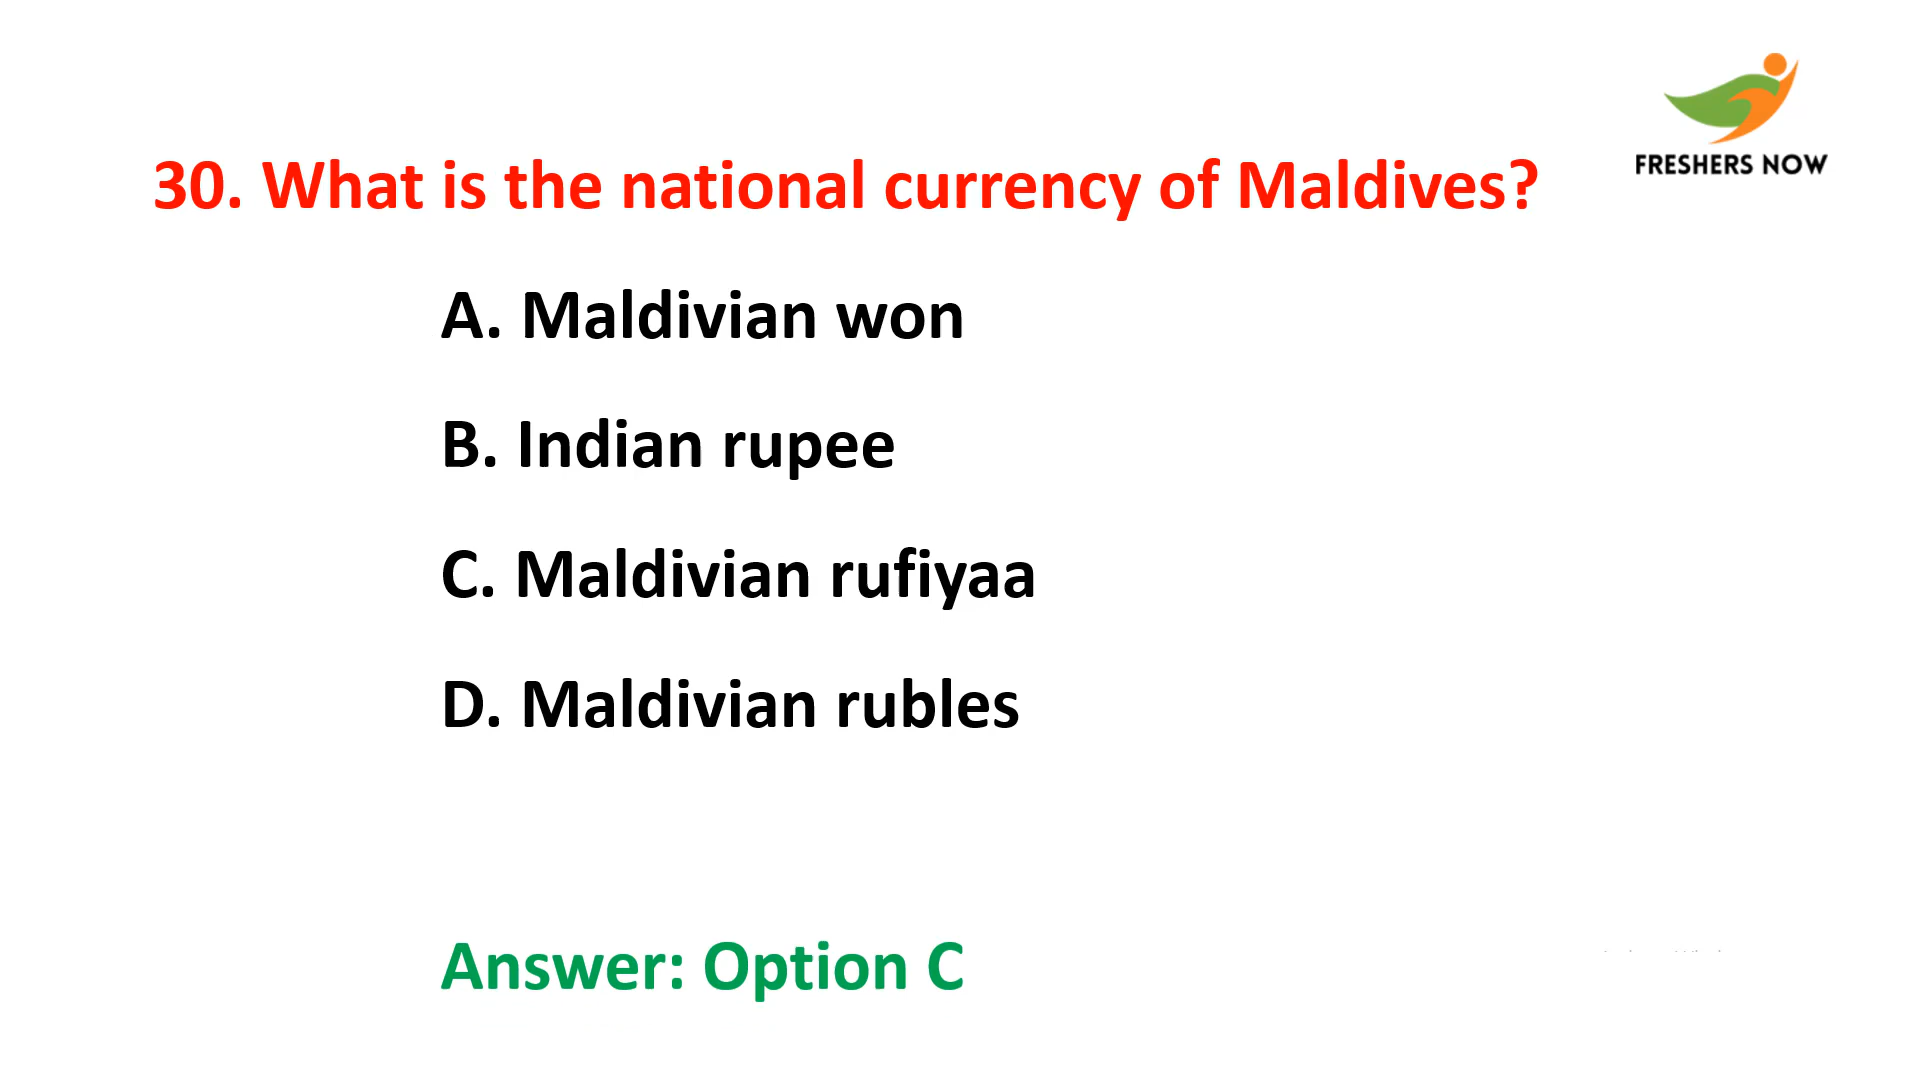 FRESHERS NOW
30. What is the national currency of Maldives?
A. Maldivian won
B. Indian rupee
C. Maldivian rufiyaa
D. Maldivian rubles
Answer: Option C